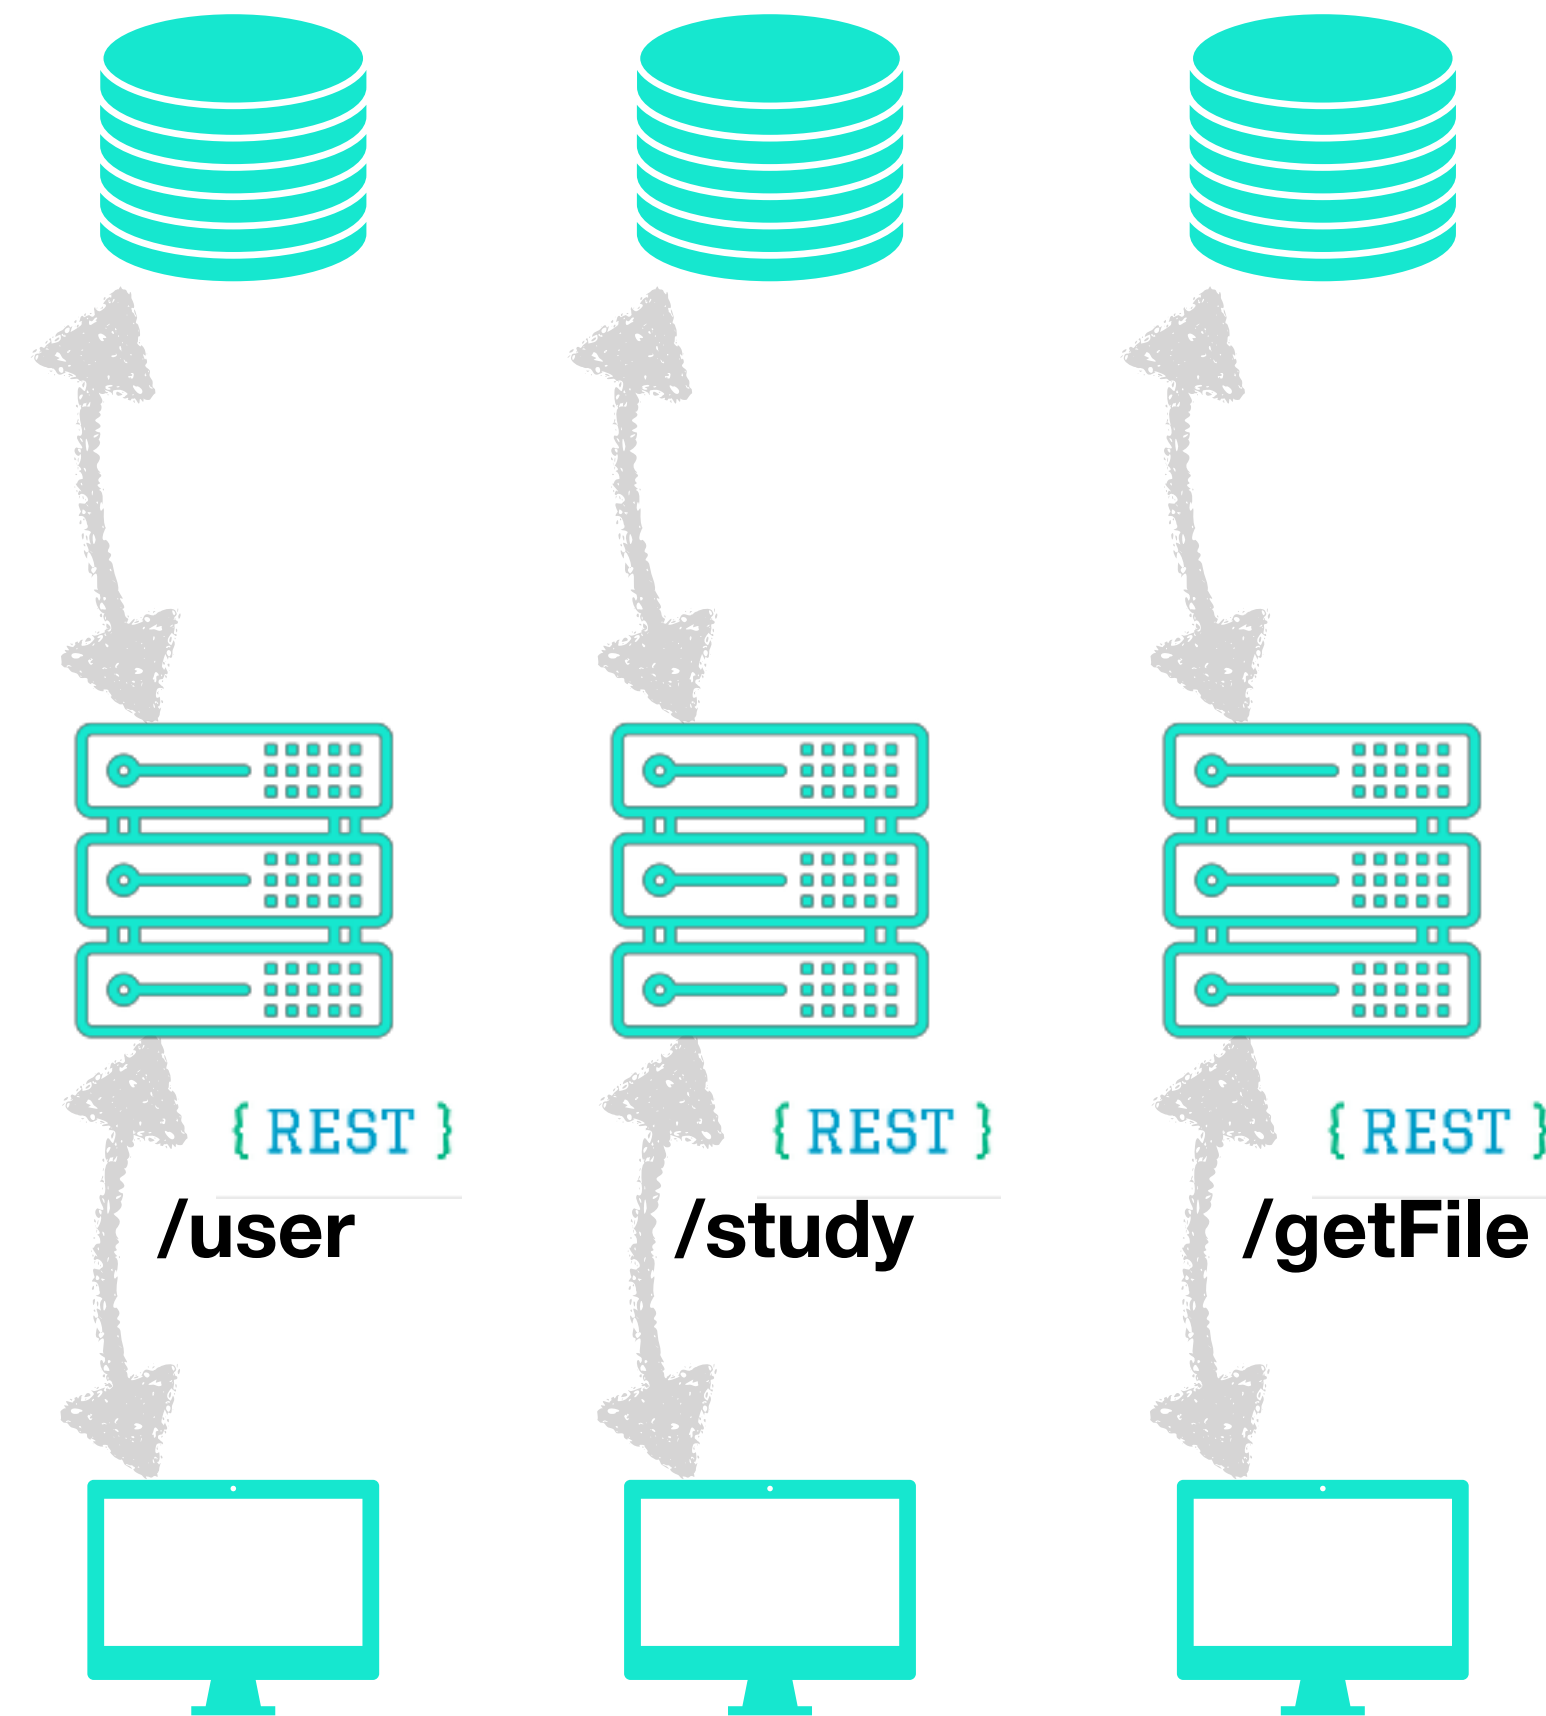 { REST } { REST } { REST }
/user /study /getFile